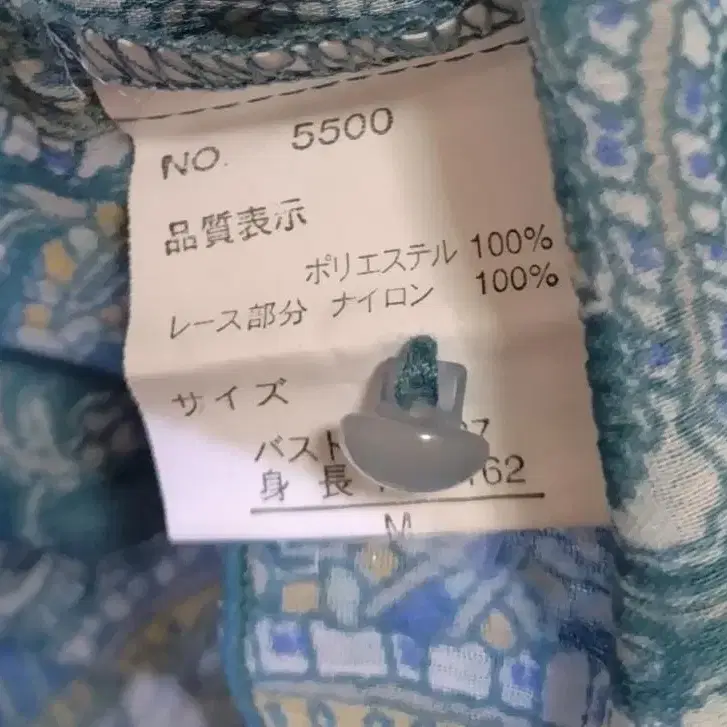 NO. 5500
品質表示
ポリエステル 100%
レース部分 ナイロン 100%
サイズ
バスト
身長 162
M